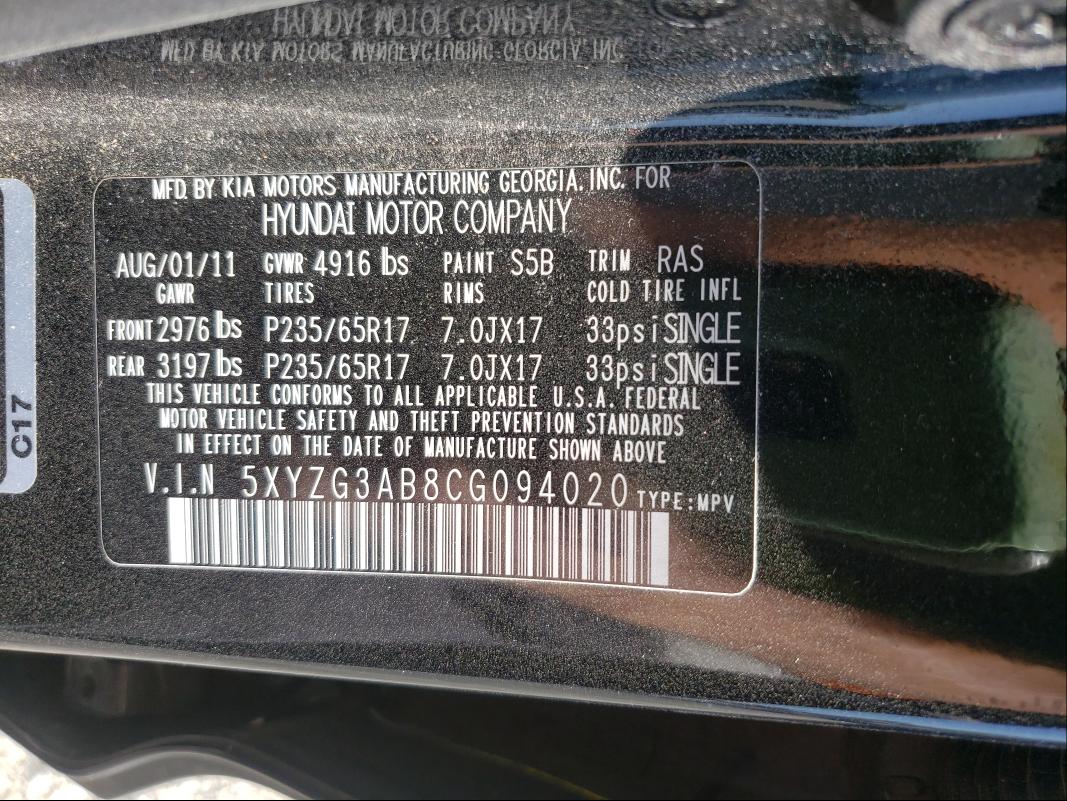 HYUNDAI MOTOR COMPANY
MFD BY KIA MOTORS MANUFACTURING GEORGIA, INC
MFD. BY KIA MOTORS MANUFACTURING GEORGIA, INC. FOR
HYUNDAI MOTOR COMPANY
AUG/01/11 GVWR 4916 lbs PAINT S5B TRIM RAS
GAWR TIRES RIMS COLD TIRE INFL
FRONT 2976 lbs P235/65R17 7.0JX17 33psi SINGLE
REAR 3197 lbs P235/65R17 7.0JX17 33psi SINGLE
THIS VEHICLE CONFORMS TO ALL APPLICABLE U.S.A. FEDERAL
MOTOR VEHICLE SAFETY AND THEFT PREVENTION STANDARDS
IN EFFECT ON THE DATE OF MANUFACTURE SHOWN ABOVE
V.I.N 5XYZG3AB8CG094020 TYPE:MPV
C17